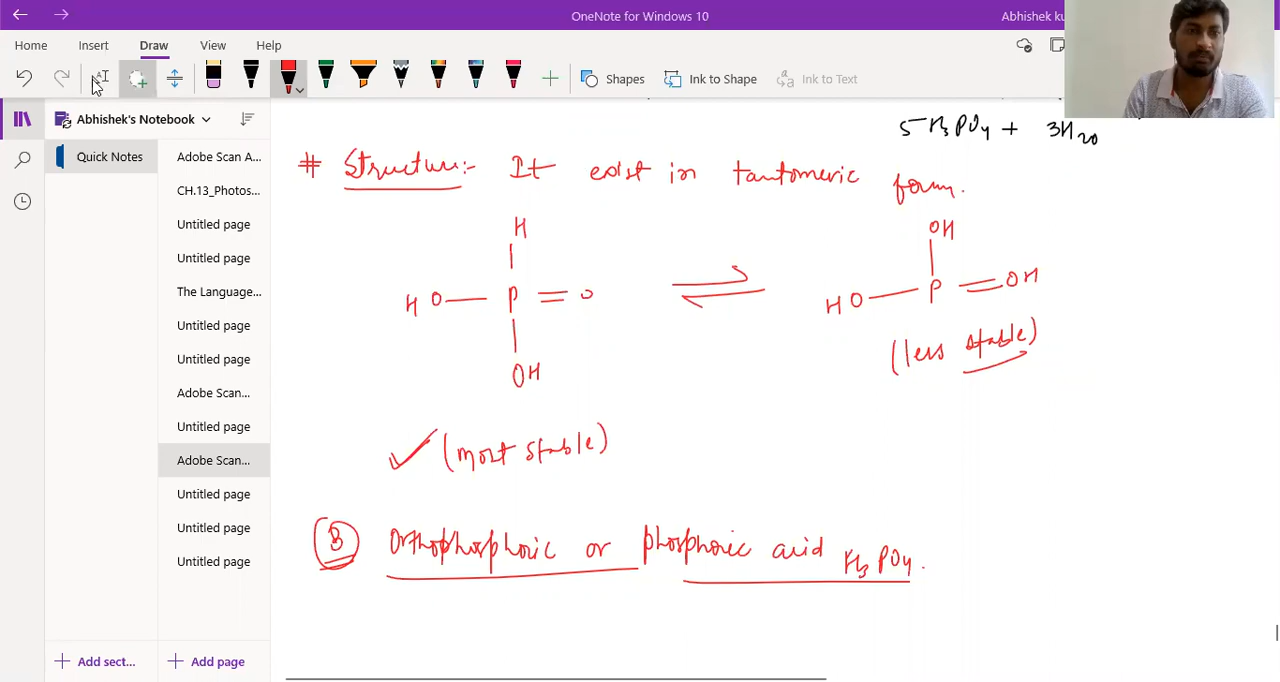 OneNote for Windows 10
Abhishek ku
Home Insert Draw View Help
Shapes Ink to Shape Ink to Text
Abhishek's Notebook
Quick Notes
Adobe Scan A...
CH.13_Photos...
Untitled page
Untitled page
The Language...
Untitled page
Untitled page
Adobe Scan...
Untitled page
Adobe Scan...
Untitled page
Untitled page
Untitled page
Add sect...
Add page
5H3PO4 + 3H2O
# Structure:- It exist in tautomeric form.
H
HO—P=O
OH
⇌
OH
HO—P=OH
(less stable)
✓ (most stable)
B Orthophosphoric or phosphoric acid H3PO4.